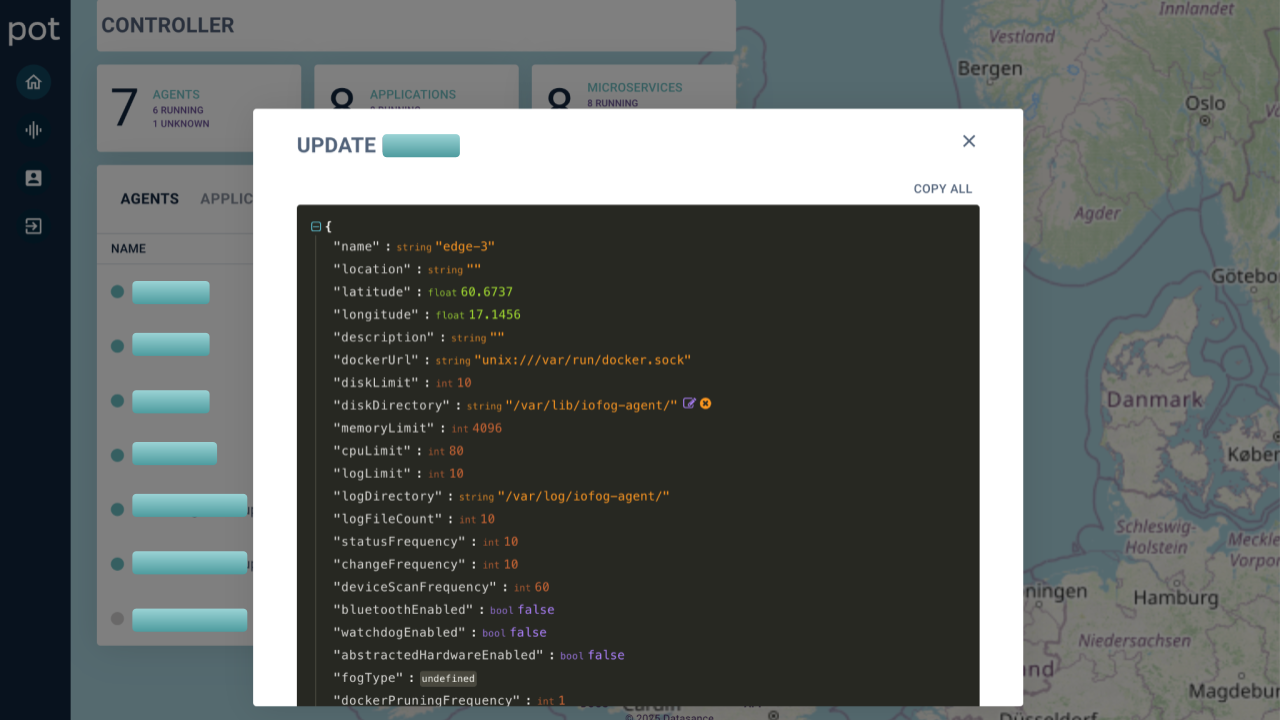 pot
CONTROLLER
7
AGENTS
6 RUNNING
1 UNKNOWN
8
APPLICATIONS
8 RUNNING
8
MICROSERVICES
8 RUNNING
AGENTS
APPLIC
NAME
UPDATE
COPY ALL
{
"name" : string "edge-3"
"location" : string ""
"latitude" : float 60.6737
"longitude" : float 17.1456
"description" : string ""
"dockerUrl" : string "unix:///var/run/docker.sock"
"diskLimit" : int 10
"diskDirectory" : string "/var/lib/iofog-agent/"
"memoryLimit" : int 4096
"cpuLimit" : int 80
"logLimit" : int 10
"logDirectory" : string "/var/log/iofog-agent/"
"logFileCount" : int 10
"statusFrequency" : int 10
"changeFrequency" : int 10
"deviceScanFrequency" : int 60
"bluetoothEnabled" : bool false
"watchdogEnabled" : bool false
"abstractedHardwareEnabled" : bool false
"fogType" : undefined
"dockerPruningFrequency" : int 1
Innlandet
Vestland
Bergen
Oslo
Agder
Götebo
Danmark
Køber
Schleswig-
Holstein
Meckle
Vorpo
ningen
Hamburg
Niedersachsen
nd
Magdebur
Düsseldorf
Cardiff
© 2025 Datasance